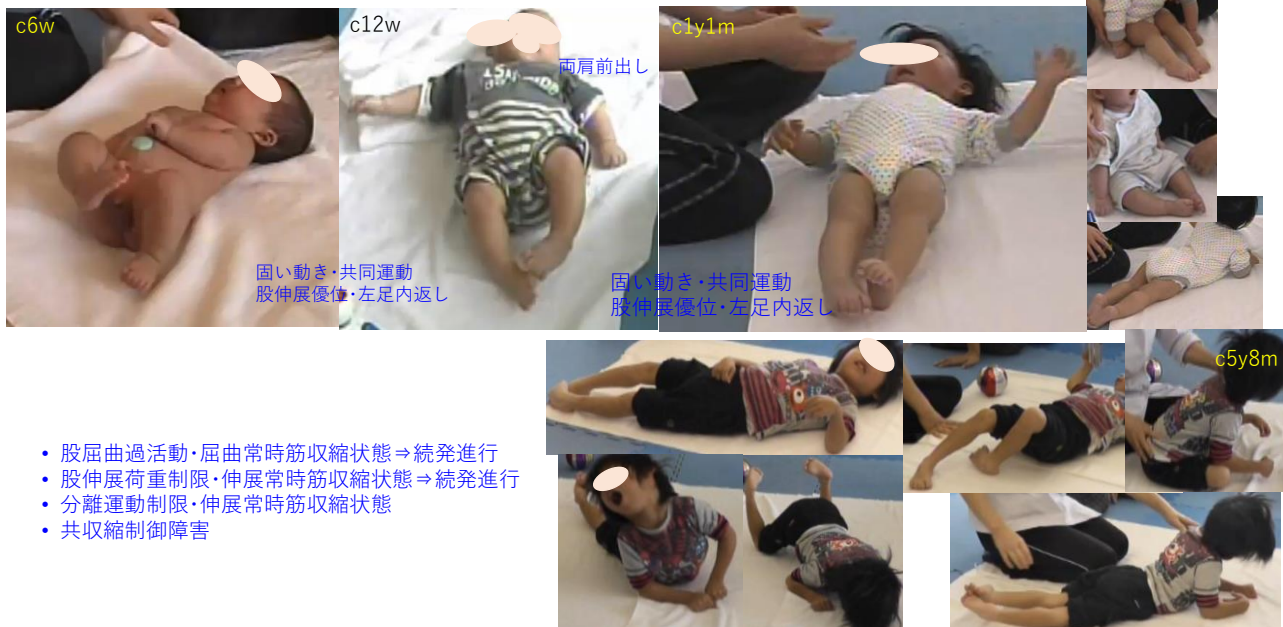 c6w
c12w
c1y1m
両肩前出し
固い動き･共同運動
股伸展優位･左足内返し
固い動き･共同運動
股伸展優位･左足内返し
c5y8m
• 股屈曲過活動･屈曲常時筋収縮状態⇒続発進行
• 股伸展荷重制限･伸展常時筋収縮状態⇒続発進行
• 分離運動制限･伸展常時筋収縮状態
• 共収縮制御障害